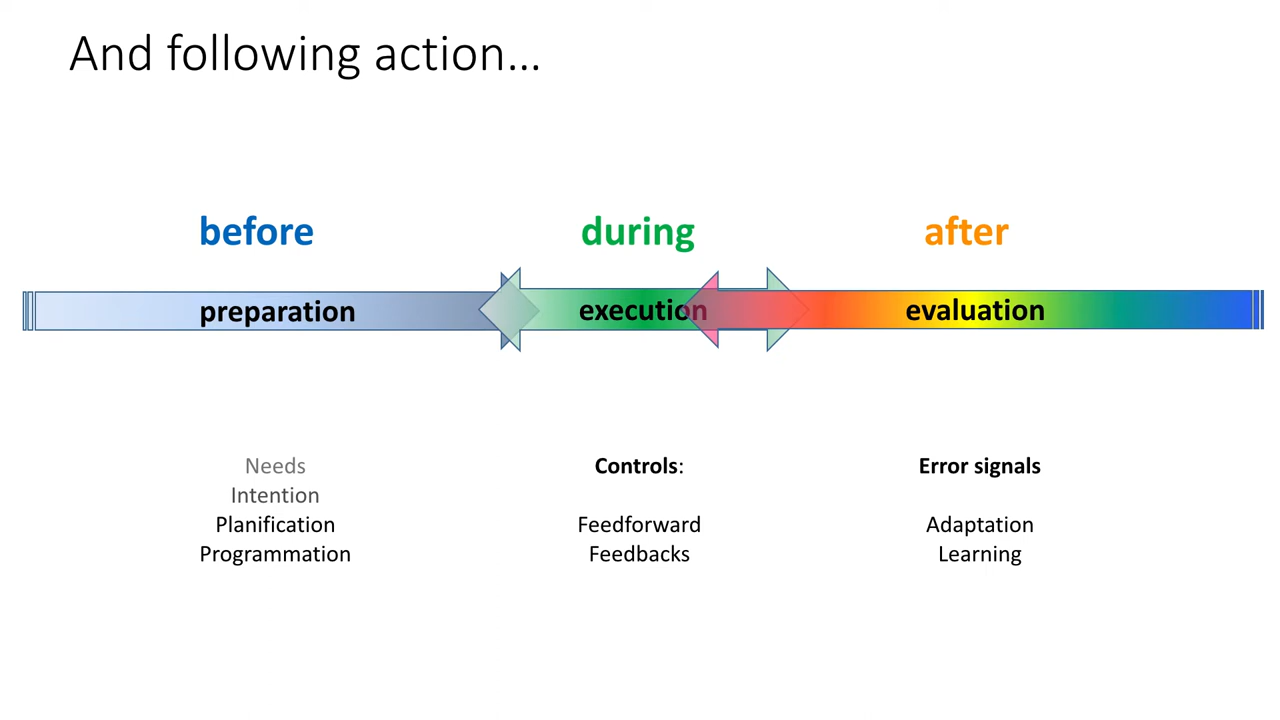 And following action...
before
during
after
preparation
execution
evaluation
Needs
Intention
Planification
Programmation
Controls:
Feedforward
Feedbacks
Error signals
Adaptation
Learning